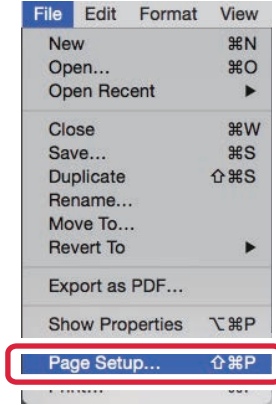 File Edit Format View
New ⌘N
Open... ⌘O
Open Recent ▶
Close ⌘W
Save... ⌘S
Duplicate ⇧⌘S
Rename...
Move To...
Revert To ▶
Export as PDF...
Show Properties ⌥⌘P
Page Setup... ⇧⌘P